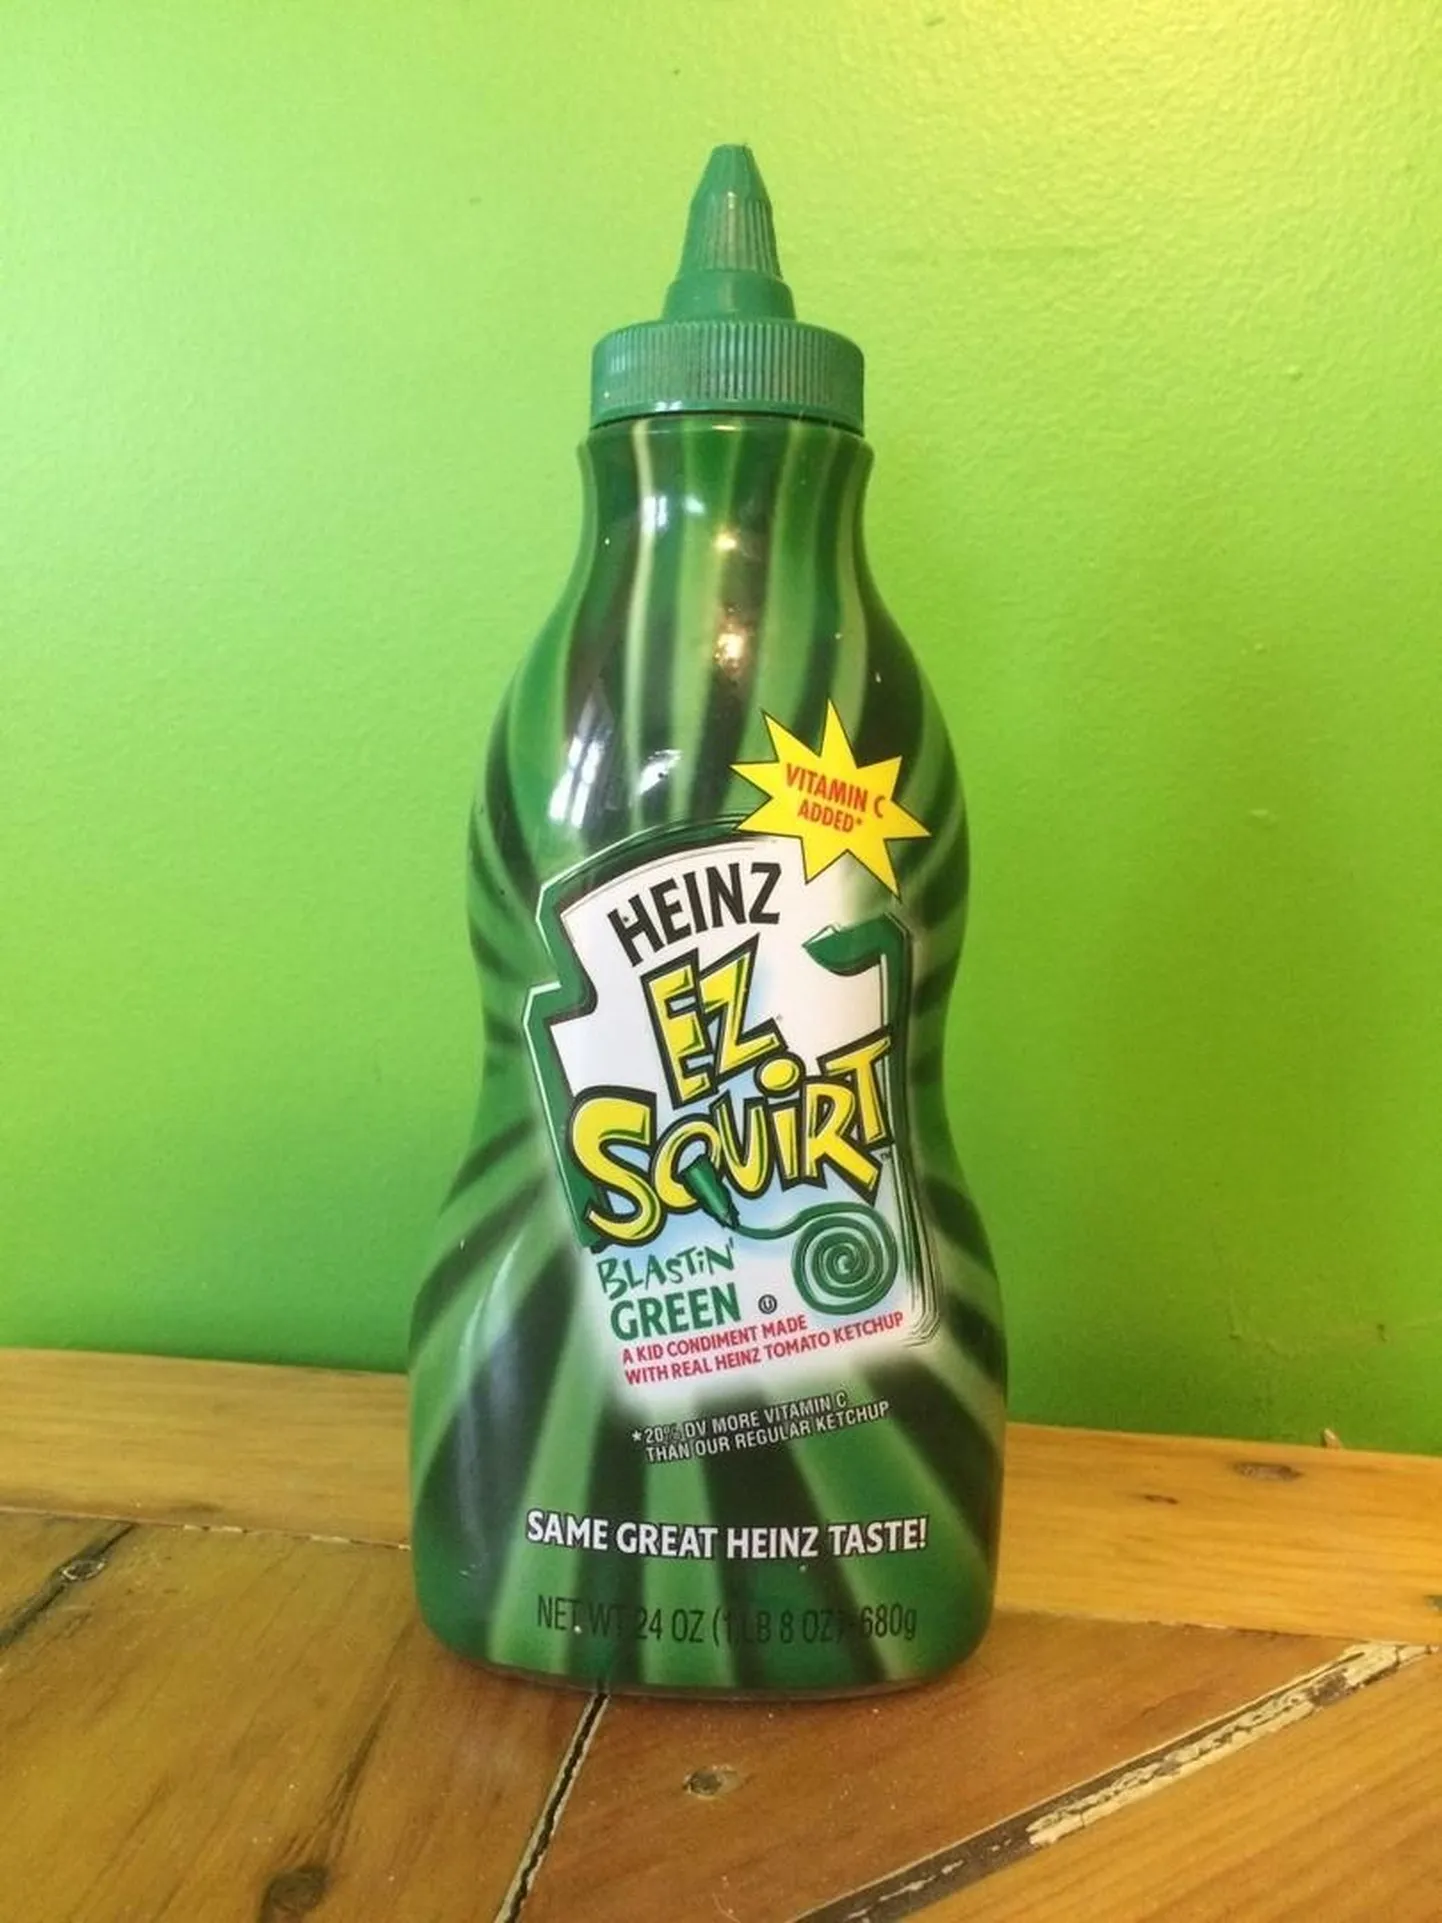 VITAMIN C
ADDED*
HEINZ
EZ
SQUIRT
BLASTIN'
GREEN
A KID CONDIMENT MADE
WITH REAL HEINZ TOMATO KETCHUP
*20% DV MORE VITAMIN C
THAN OUR REGULAR KETCHUP
SAME GREAT HEINZ TASTE!
NET WT 24 OZ (1 LB 8 OZ) 680g